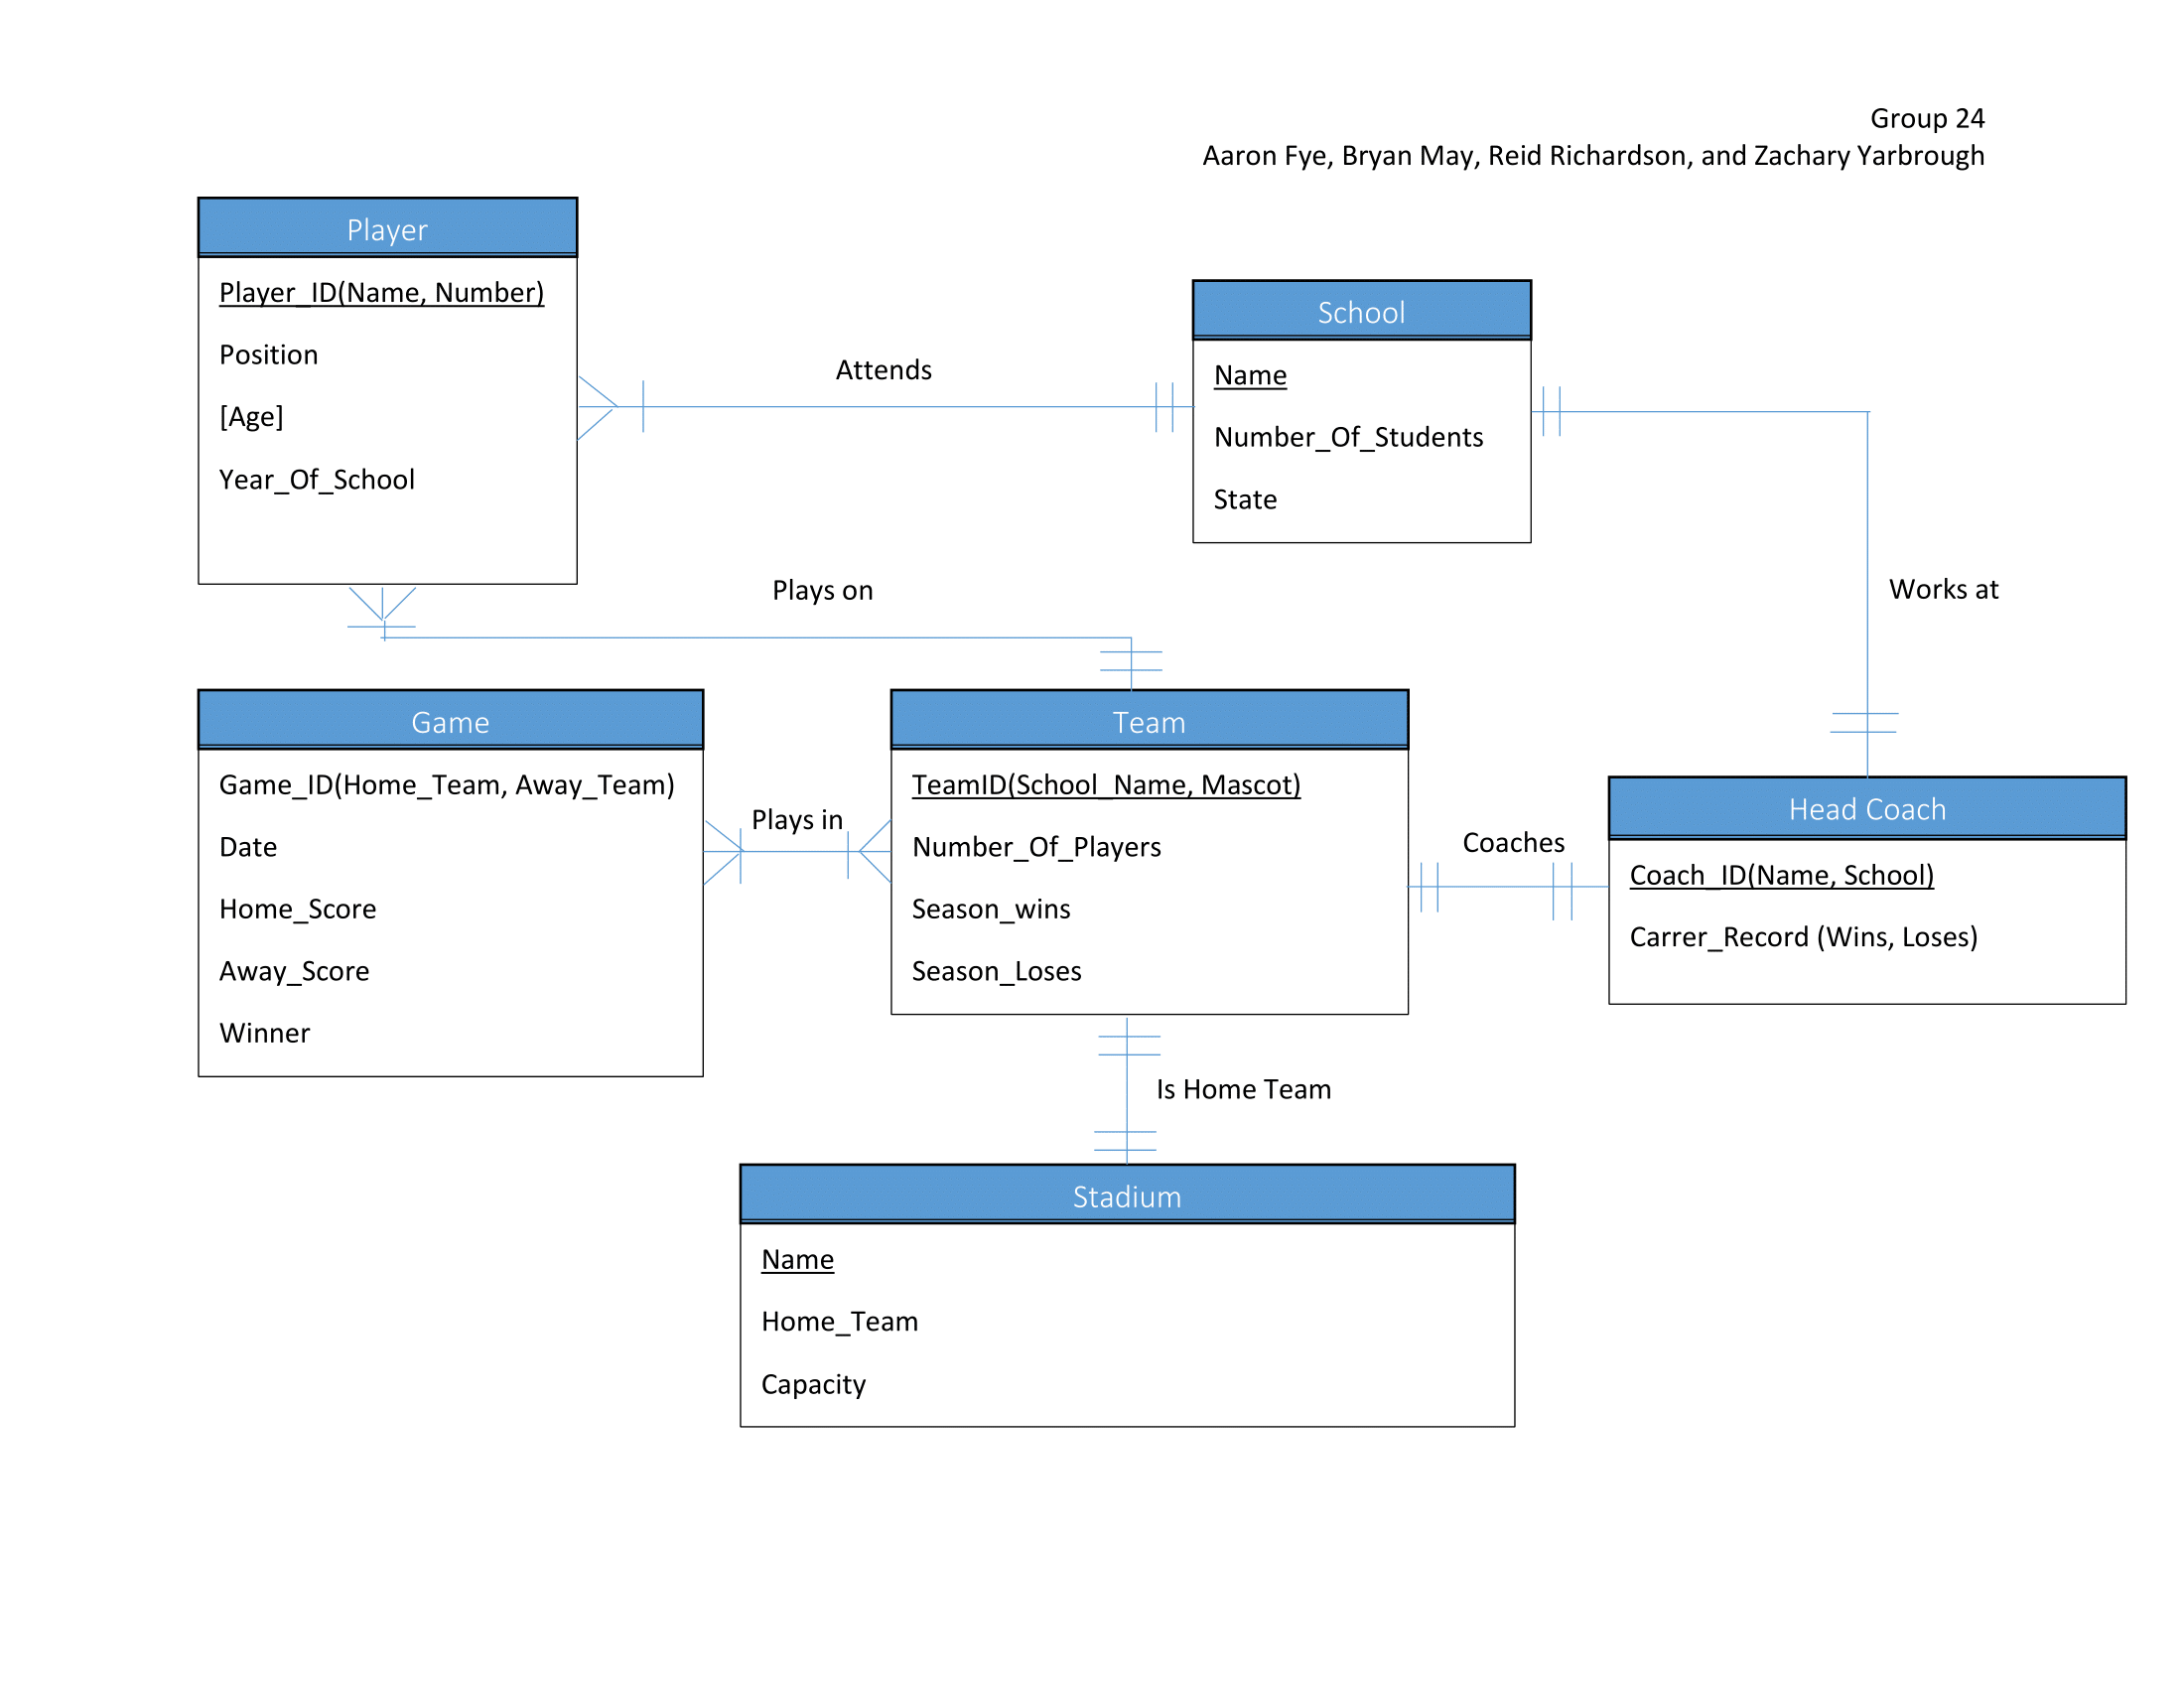 Group 24
Aaron Fye, Bryan May, Reid Richardson, and Zachary Yarbrough
Player
Player_ID(Name, Number)
Position
[Age]
Year_Of_School
Attends
School
Name
Number_Of_Students
State
Works at
Plays on
Game
Game_ID(Home_Team, Away_Team)
Date
Home_Score
Away_Score
Winner
Plays in
Team
TeamID(School_Name, Mascot)
Number_Of_Players
Season_wins
Season_Loses
Coaches
Head Coach
Coach_ID(Name, School)
Carrer_Record (Wins, Loses)
Is Home Team
Stadium
Name
Home_Team
Capacity